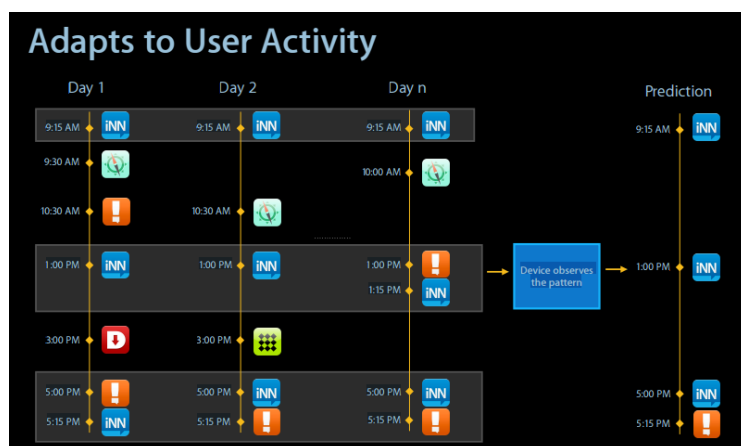 Adapts to User Activity
Day 1
Day 2
Day n
Prediction
9:15 AM iNN
9:15 AM iNN
9:15 AM iNN
9:15 AM iNN
9:30 AM
10:00 AM
10:30 AM !
10:30 AM
1:00 PM iNN
1:00 PM iNN
1:00 PM !
1:15 PM iNN
Device observes
the pattern
1:00 PM iNN
3:00 PM D
3:00 PM
5:00 PM !
5:00 PM iNN
5:00 PM iNN
5:00 PM iNN
5:15 PM iNN
5:15 PM !
5:15 PM !
5:15 PM !